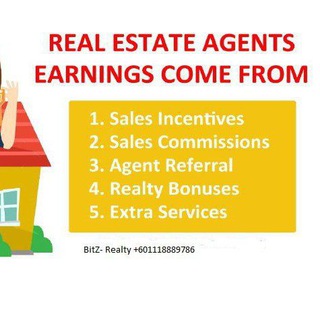 REAL ESTATE AGENTS
EARNINGS COME FROM
1. Sales Incentives
2. Sales Commissions
3. Agent Referral
4. Realty Bonuses
5. Extra Services
BitZ- Realty +601118889786